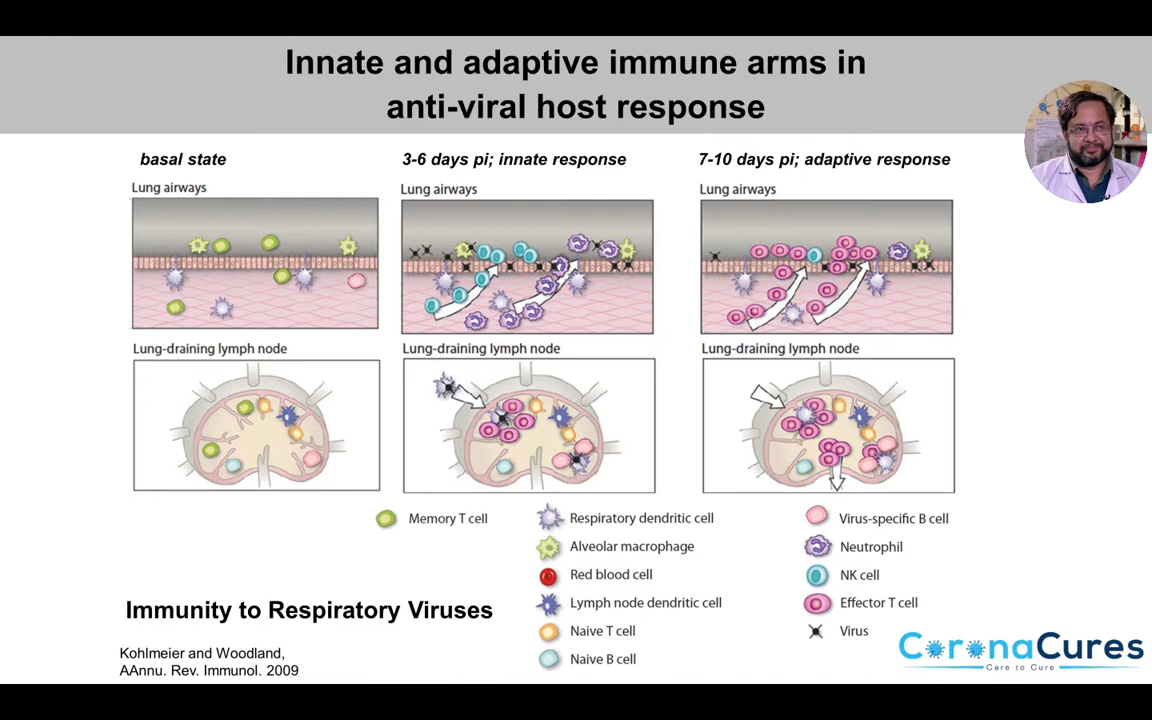 Innate and adaptive immune arms in
anti-viral host response
basal state
3-6 days pi; innate response
7-10 days pi; adaptive response
Lung airways
Lung airways
Lung airways
Lung-draining lymph node
Lung-draining lymph node
Lung-draining lymph node
Memory T cell
Respiratory dendritic cell
Alveolar macrophage
Red blood cell
Lymph node dendritic cell
Naive T cell
Naive B cell
Virus-specific B cell
Neutrophil
NK cell
Effector T cell
Virus
Immunity to Respiratory Viruses
Kohlmeier and Woodland,
AAnnu. Rev. Immunol. 2009
CoronaCures
Care to Cure